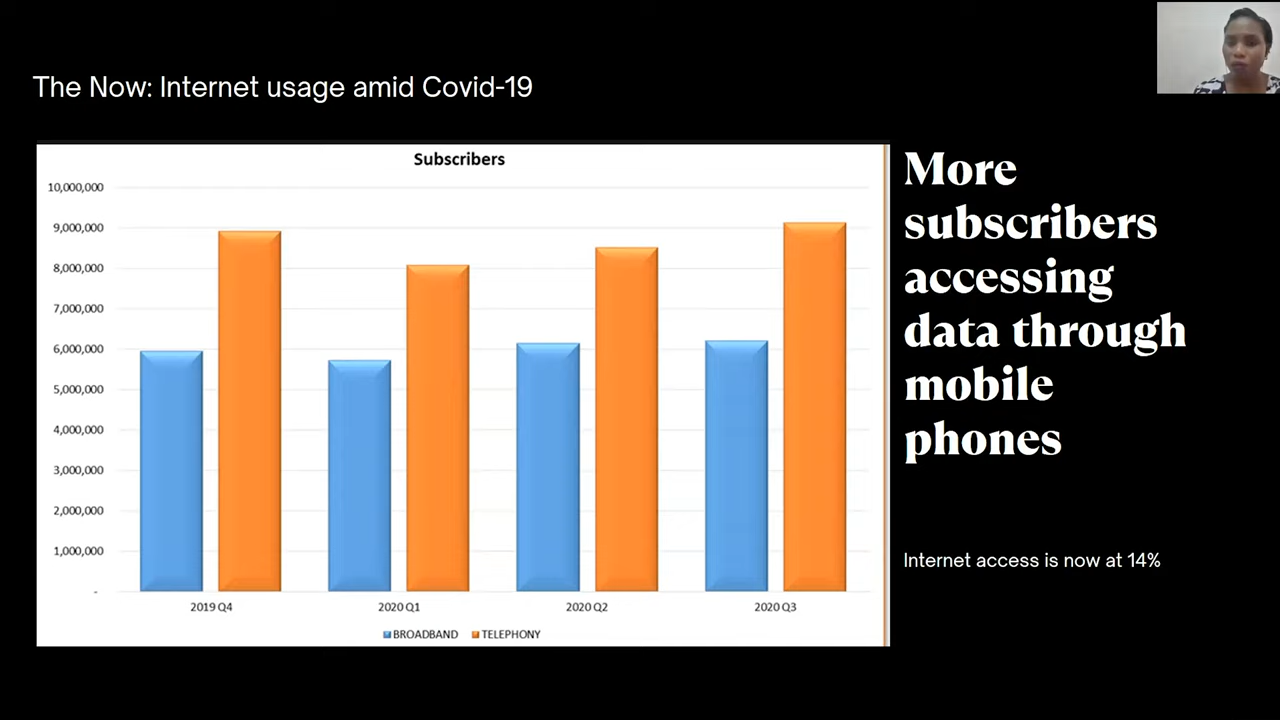 The Now: Internet usage amid Covid-19
Subscribers
10,000,000
9,000,000
8,000,000
7,000,000
6,000,000
5,000,000
4,000,000
3,000,000
2,000,000
1,000,000
-
2019 Q4 2020 Q1 2020 Q2 2020 Q3
BROADBAND TELEPHONY
More
subscribers
accessing
data through
mobile
phones
Internet access is now at 14%